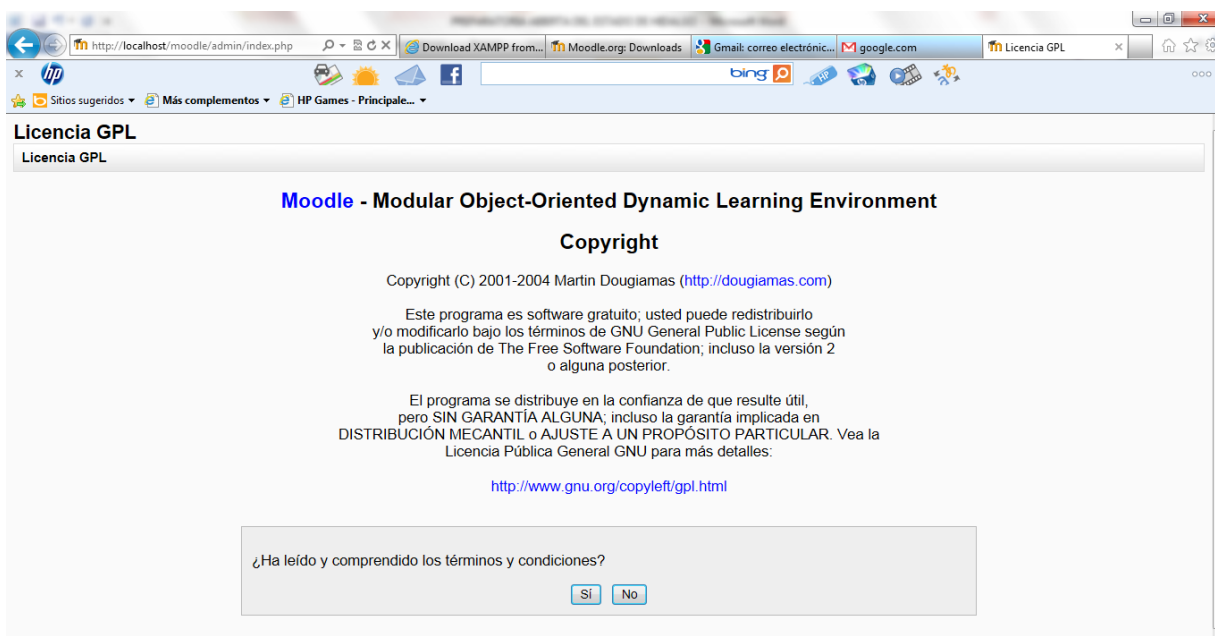 http://localhost/moodle/admin/index.php
Download XAMPP from...
Moodle.org: Downloads
Gmail: correo electrónic...
google.com
Licencia GPL
hp
f
bing
HP
Sitios sugeridos
Más complementos
HP Games - Principale...
Licencia GPL
Licencia GPL
Moodle - Modular Object-Oriented Dynamic Learning Environment
Copyright
Copyright (C) 2001-2004 Martin Dougiamas (http://dougiamas.com)
Este programa es software gratuito; usted puede redistribuirlo
y/o modificarlo bajo los términos de GNU General Public License según
la publicación de The Free Software Foundation; incluso la versión 2
o alguna posterior.
El programa se distribuye en la confianza de que resulte útil,
pero SIN GARANTÍA ALGUNA; incluso la garantía implicada en
DISTRIBUCIÓN MECANTIL o AJUSTE A UN PROPÓSITO PARTICULAR. Vea la
Licencia Pública General GNU para más detalles:
http://www.gnu.org/copyleft/gpl.html
¿Ha leído y comprendido los términos y condiciones?
Sí No